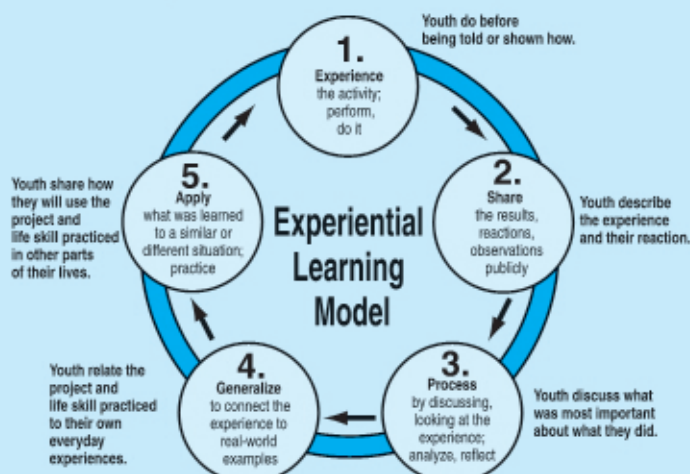 1.
Experience
the activity;
perform,
do it
Youth do before
being told or shown how.
2.
Share
the results,
reactions,
observations
publicly
Youth describe
the experience
and their reaction.
3.
Process
by discussing,
looking at the
experience;
analyze, reflect
Youth discuss what
was most important
about what they did.
4.
Generalize
to connect the
experience to
real-world
examples
Youth relate the
project and
life skill practiced
to their own
everyday
experiences.
5.
Apply
what was learned
to a similar or
different situation;
practice
Youth share how
they will use the
project and
life skill practiced
in other parts
of their lives.
Experiential
Learning
Model